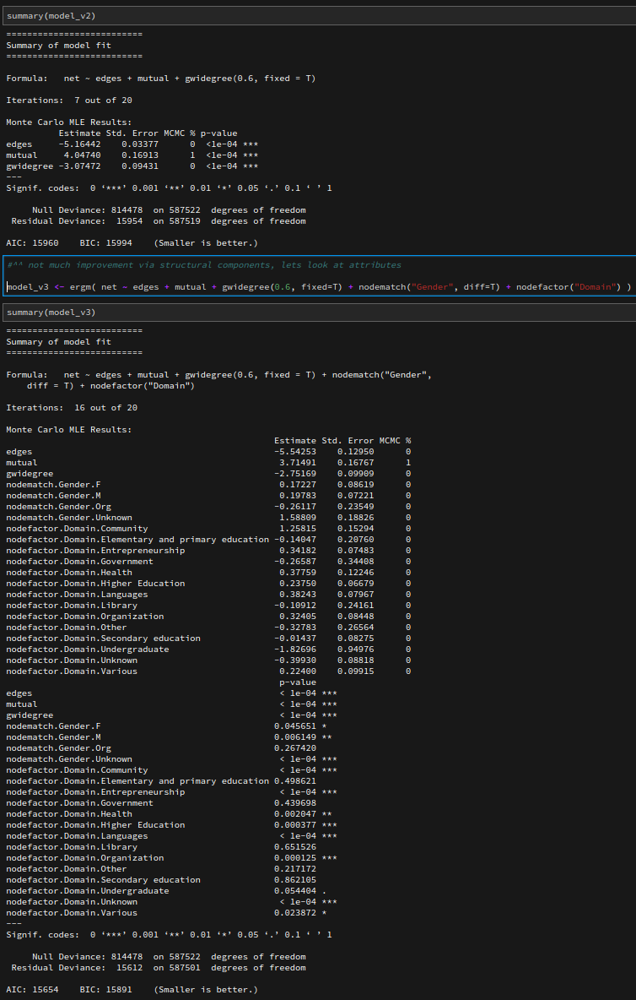 summary(model_v2)
==========================
Summary of model fit
==========================
Formula:   net ~ edges + mutual + gwidegree(0.6, fixed = T)
Iterations:  7 out of 20
Monte Carlo MLE Results:
          Estimate Std. Error MCMC % p-value
edges     -5.16442    0.03377      0  <1e-04 ***
mutual     4.04740    0.16913      1  <1e-04 ***
gwidegree -3.07472    0.09431      0  <1e-04 ***
---
Signif. codes:  0 ‘***’ 0.001 ‘**’ 0.01 ‘*’ 0.05 ‘.’ 0.1 ‘ ’ 1
     Null Deviance: 814478  on 587522  degrees of freedom
 Residual Deviance:  15954  on 587519  degrees of freedom
AIC: 15960    BIC: 15994    (Smaller is better.)
#^^ not much improvement via structural components, lets look at attributes
model_v3 <- ergm( net ~ edges + mutual + gwidegree(0.6, fixed=T) + nodematch("Gender", diff=T) + nodefactor("Domain") )
summary(model_v3)
==========================
Summary of model fit
==========================
Formula:   net ~ edges + mutual + gwidegree(0.6, fixed = T) + nodematch("Gender",
    diff = T) + nodefactor("Domain")
Iterations:  16 out of 20
Monte Carlo MLE Results:
                                                   Estimate Std. Error MCMC %
edges                                              -5.54253    0.12950      0
mutual                                              3.71491    0.16767      1
gwidegree                                          -2.75169    0.09909      0
nodematch.Gender.F                                  0.17227    0.08619      0
nodematch.Gender.M                                  0.19783    0.07221      0
nodematch.Gender.Org                               -0.26117    0.23549      0
nodematch.Gender.Unknown                            1.58809    0.18826      0
nodefactor.Domain.Community                         1.25815    0.15294      0
nodefactor.Domain.Elementary and primary education -0.14047    0.20760      0
nodefactor.Domain.Entrepreneurship                  0.34182    0.07483      0
nodefactor.Domain.Government                       -0.26587    0.34408      0
nodefactor.Domain.Health                            0.37759    0.12246      0
nodefactor.Domain.Higher Education                  0.23750    0.06679      0
nodefactor.Domain.Languages                         0.38243    0.07967      0
nodefactor.Domain.Library                          -0.10912    0.24161      0
nodefactor.Domain.Organization                      0.32405    0.08448      0
nodefactor.Domain.Other                            -0.32783    0.26564      0
nodefactor.Domain.Secondary education              -0.01437    0.08275      0
nodefactor.Domain.Undergraduate                    -1.82696    0.94976      0
nodefactor.Domain.Unknown                          -0.39930    0.08818      0
nodefactor.Domain.Various                           0.22400    0.09915      0
                                                    p-value
edges                                               < 1e-04 ***
mutual                                              < 1e-04 ***
gwidegree                                           < 1e-04 ***
nodematch.Gender.F                                 0.045651 *
nodematch.Gender.M                                 0.006149 **
nodematch.Gender.Org                               0.267420
nodematch.Gender.Unknown                            < 1e-04 ***
nodefactor.Domain.Community                         < 1e-04 ***
nodefactor.Domain.Elementary and primary education 0.498621
nodefactor.Domain.Entrepreneurship                  < 1e-04 ***
nodefactor.Domain.Government                       0.439698
nodefactor.Domain.Health                           0.002047 **
nodefactor.Domain.Higher Education                 0.000377 ***
nodefactor.Domain.Languages                         < 1e-04 ***
nodefactor.Domain.Library                          0.651526
nodefactor.Domain.Organization                     0.000125 ***
nodefactor.Domain.Other                            0.217172
nodefactor.Domain.Secondary education              0.862105
nodefactor.Domain.Undergraduate                    0.054404 .
nodefactor.Domain.Unknown                           < 1e-04 ***
nodefactor.Domain.Various                          0.023872 *
---
Signif. codes:  0 ‘***’ 0.001 ‘**’ 0.01 ‘*’ 0.05 ‘.’ 0.1 ‘ ’ 1
     Null Deviance: 814478  on 587522  degrees of freedom
 Residual Deviance:  15612  on 587501  degrees of freedom
AIC: 15654    BIC: 15891    (Smaller is better.)